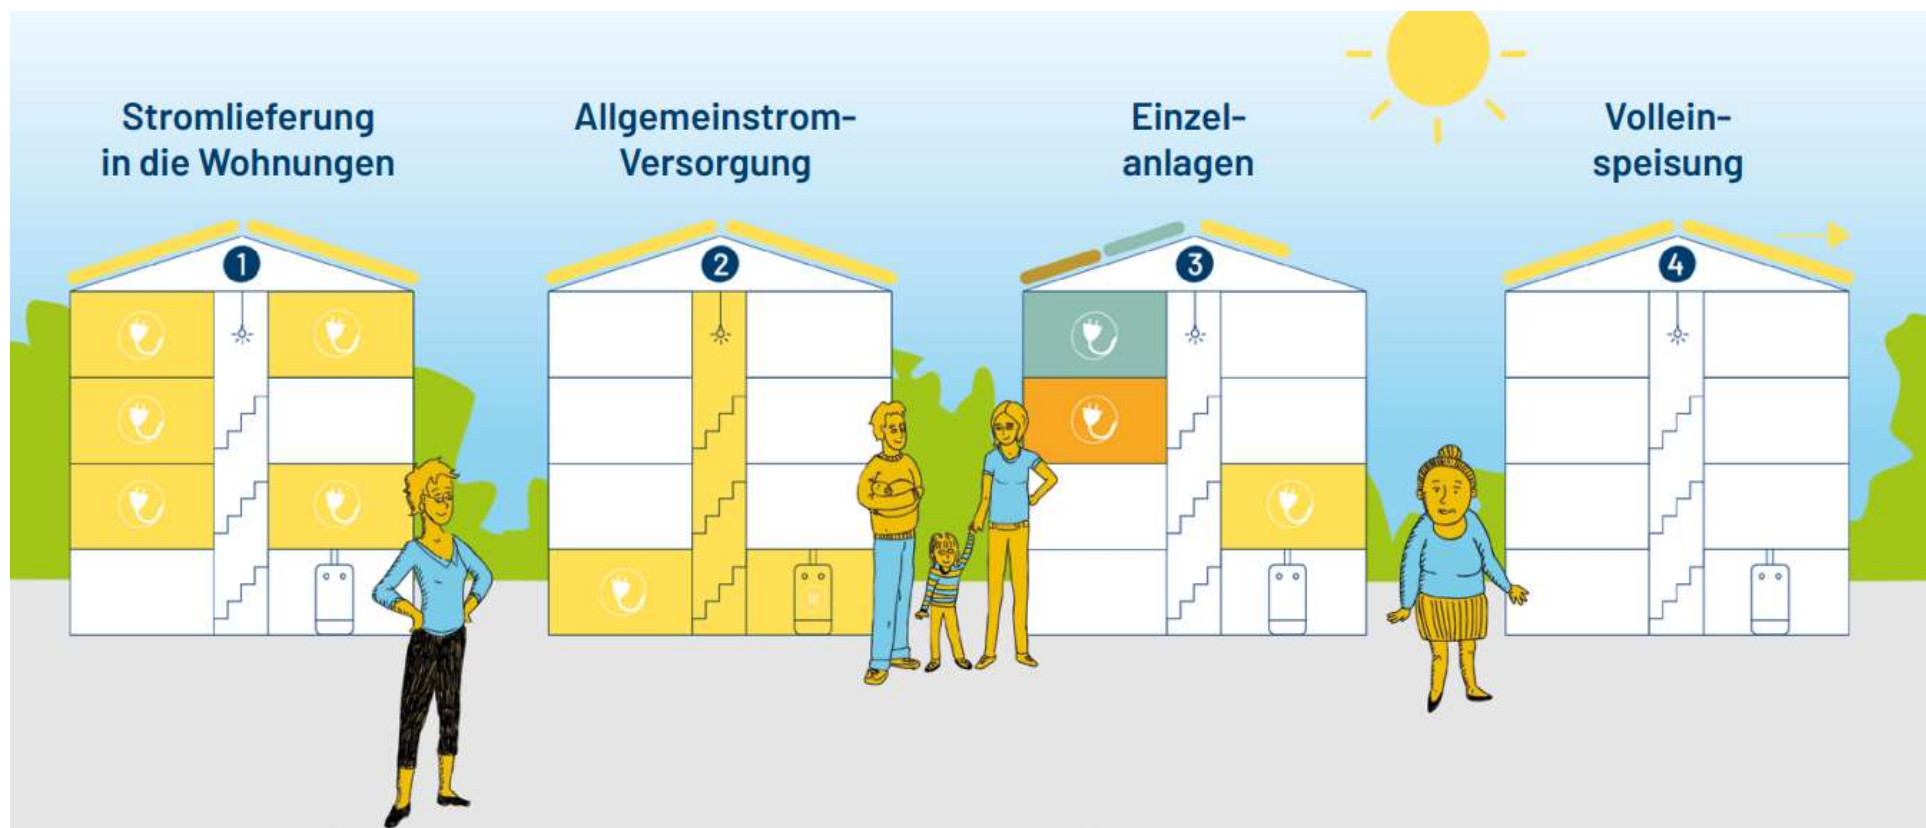 Stromlieferung
in die Wohnungen
Allgemeinstrom-
Versorgung
Einzel-
anlagen
Vollein-
speisung
1
2
3
4